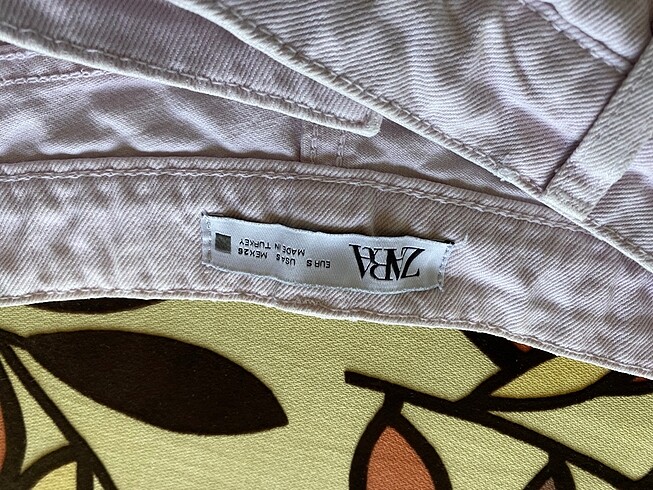 ZARA
EUR S USA S MEX 26
MADE IN TURKEY